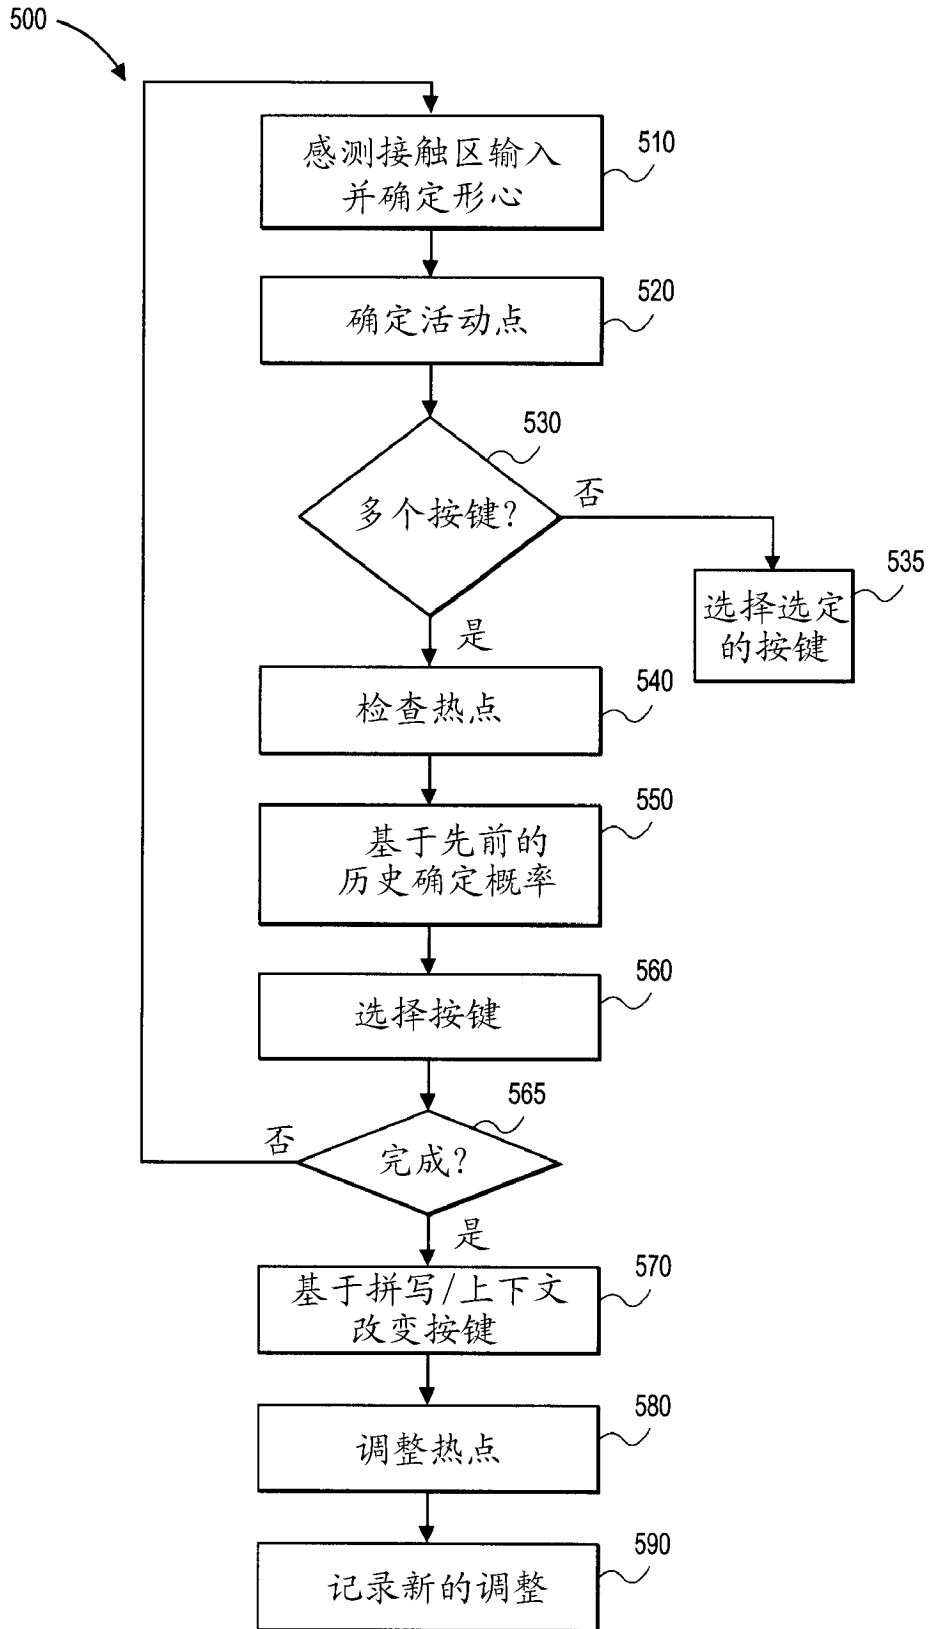 500
感测接触区输入
并确定形心
510
确定活动点
520
530
多个按键?
否
535
选择选定
的按键
是
检查热点
540
基于先前的
历史确定概率
550
选择按键
560
565
否
完成?
是
基于拼写/上下文
改变按键
570
调整热点
580
记录新的调整
590